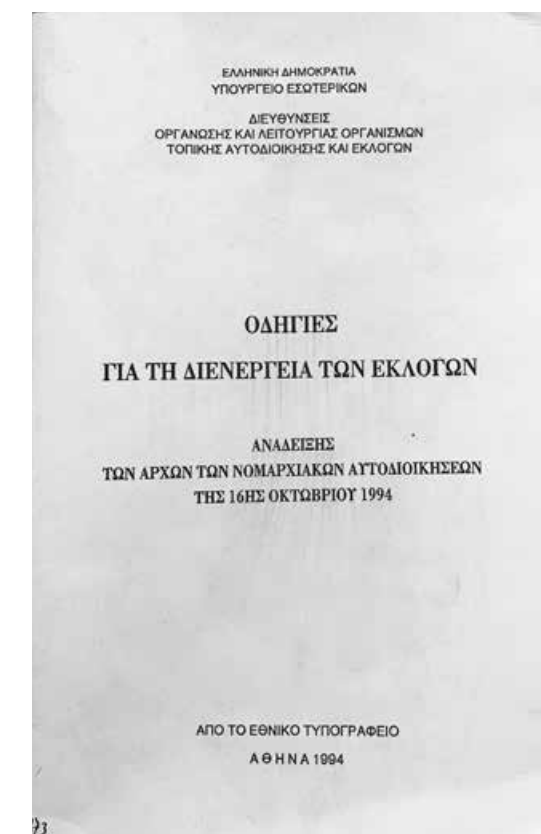 ΕΛΛΗΝΙΚΗ ΔΗΜΟΚΡΑΤΙΑ
ΥΠΟΥΡΓΕΙΟ ΕΣΩΤΕΡΙΚΩΝ
ΔΙΕΥΘΥΝΣΕΙΣ
ΟΡΓΑΝΩΣΗΣ ΚΑΙ ΛΕΙΤΟΥΡΓΙΑΣ ΟΡΓΑΝΙΣΜΩΝ
ΤΟΠΙΚΗΣ ΑΥΤΟΔΙΟΙΚΗΣΗΣ ΚΑΙ ΕΚΛΟΓΩΝ
ΟΔΗΓΙΕΣ
ΓΙΑ ΤΗ ΔΙΕΝΕΡΓΕΙΑ ΤΩΝ ΕΚΛΟΓΩΝ
ΑΝΑΔΕΙΞΗΣ
ΤΩΝ ΑΡΧΩΝ ΤΩΝ ΝΟΜΑΡΧΙΑΚΩΝ ΑΥΤΟΔΙΟΙΚΗΣΕΩΝ
ΤΗΣ 16ΗΣ ΟΚΤΩΒΡΙΟΥ 1994
ΑΠΟ ΤΟ ΕΘΝΙΚΟ ΤΥΠΟΓΡΑΦΕΙΟ
ΑΘΗΝΑ 1994